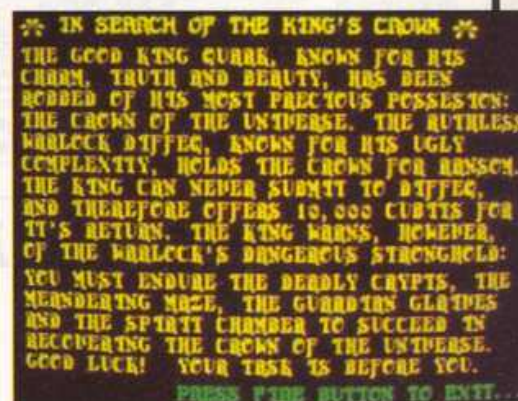 IN SEARCH OF THE KING'S CROWN
THE GOOD KING QUARK, KNOWN FOR HIS
CHARM, TRUTH AND BEAUTY, HAS BEEN
ROBBED OF HIS MOST PRECIOUS POSSESION:
THE CROWN OF THE UNIVERSE. THE RUTHLESS
WARLOCK DIFFEQ, KNOWN FOR HIS UGLY
COMPLEXITY, HOLDS THE CROWN FOR RANSOM.
THE KING CAN NEVER SUBMIT TO DIFFEQ,
AND THEREFORE OFFERS 10,000 CUBITS FOR
IT'S RETURN. THE KING WARNS, HOWEVER,
OF THE WARLOCK'S DANGEROUS STRONGHOLD:
YOU MUST ENDURE THE DEADLY CRYPTS, THE
MEANDERING MAZE, THE GUARDIAN GLAIVES
AND THE SPIRIT CHAMBER TO SUCCEED IN
RECOVERING THE CROWN OF THE UNIVERSE.
GOOD LUCK! YOUR TASK IS BEFORE YOU.
PRESS FIRE BUTTON TO EXIT...